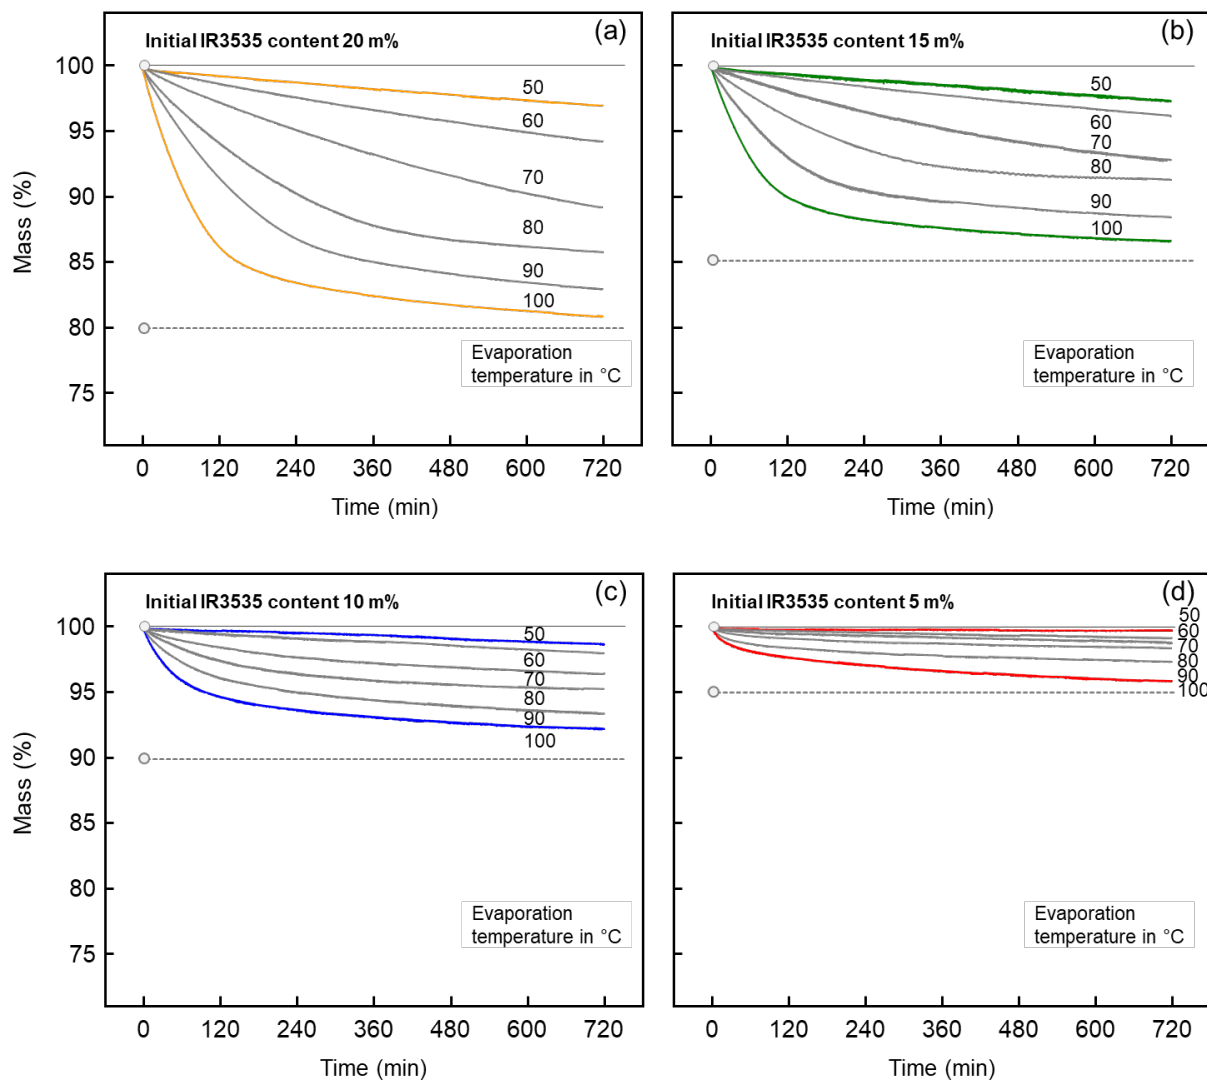 Initial IR3535 content 20 m%
(a)
100
95
90
85
80
75
Mass (%)
50
60
70
80
90
100
Evaporation
temperature in °C
0 120 240 360 480 600 720
Time (min)
Initial IR3535 content 15 m%
(b)
50
60
70
80
90
100
Evaporation
temperature in °C
0 120 240 360 480 600 720
Time (min)
Initial IR3535 content 10 m%
(c)
100
95
90
85
80
75
Mass (%)
50
60
70
80
90
100
Evaporation
temperature in °C
0 120 240 360 480 600 720
Time (min)
Initial IR3535 content 5 m%
(d)
50
60
70
80
90
100
Evaporation
temperature in °C
0 120 240 360 480 600 720
Time (min)